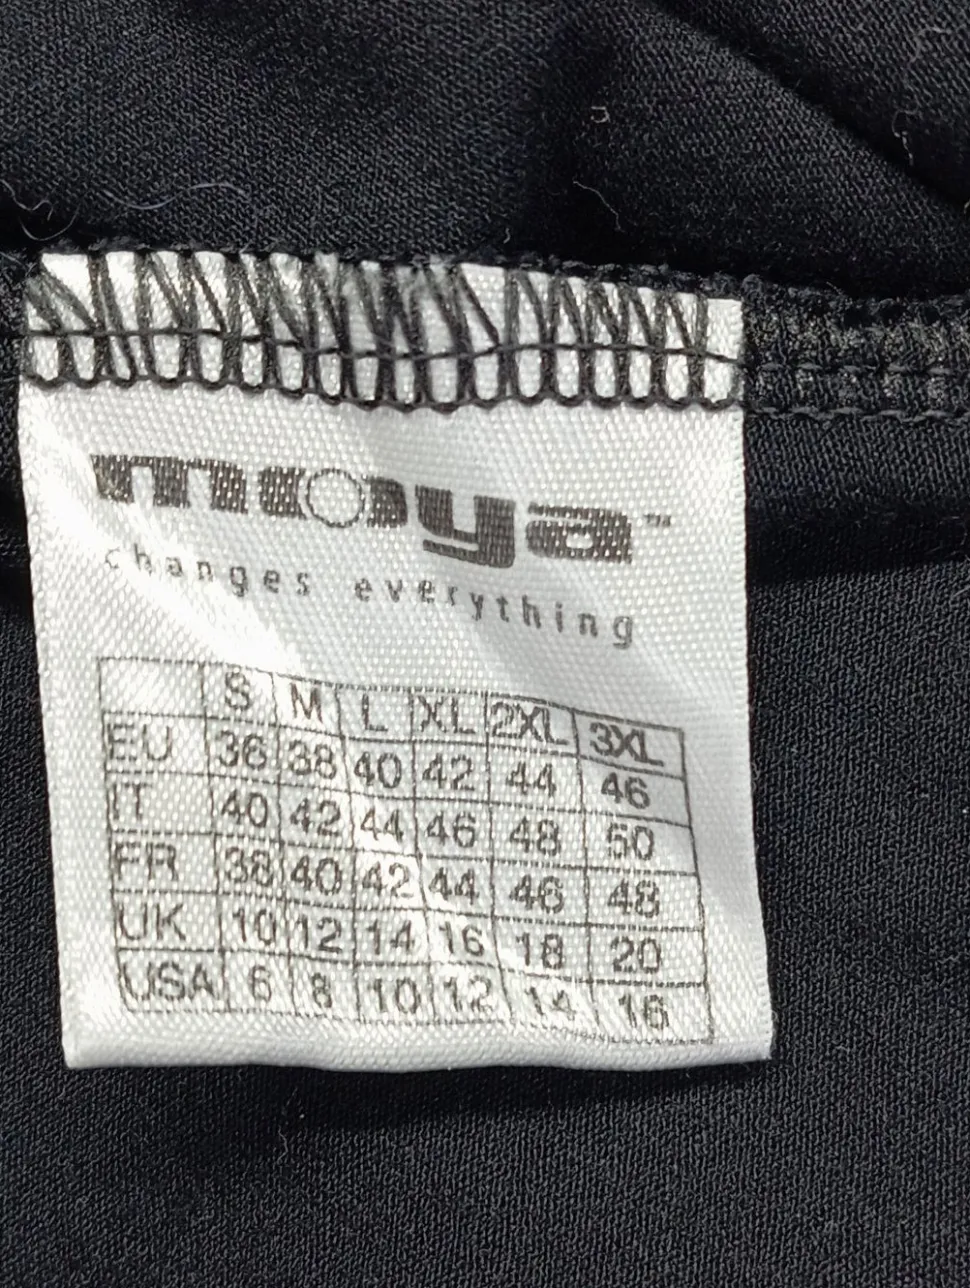 mooya™
changes everything
S M L XL 2XL 3XL
EU 36 38 40 42 44 46
IT 40 42 44 46 48 50
FR 38 40 42 44 46 48
UK 10 12 14 16 18 20
USA 6 8 10 12 14 16